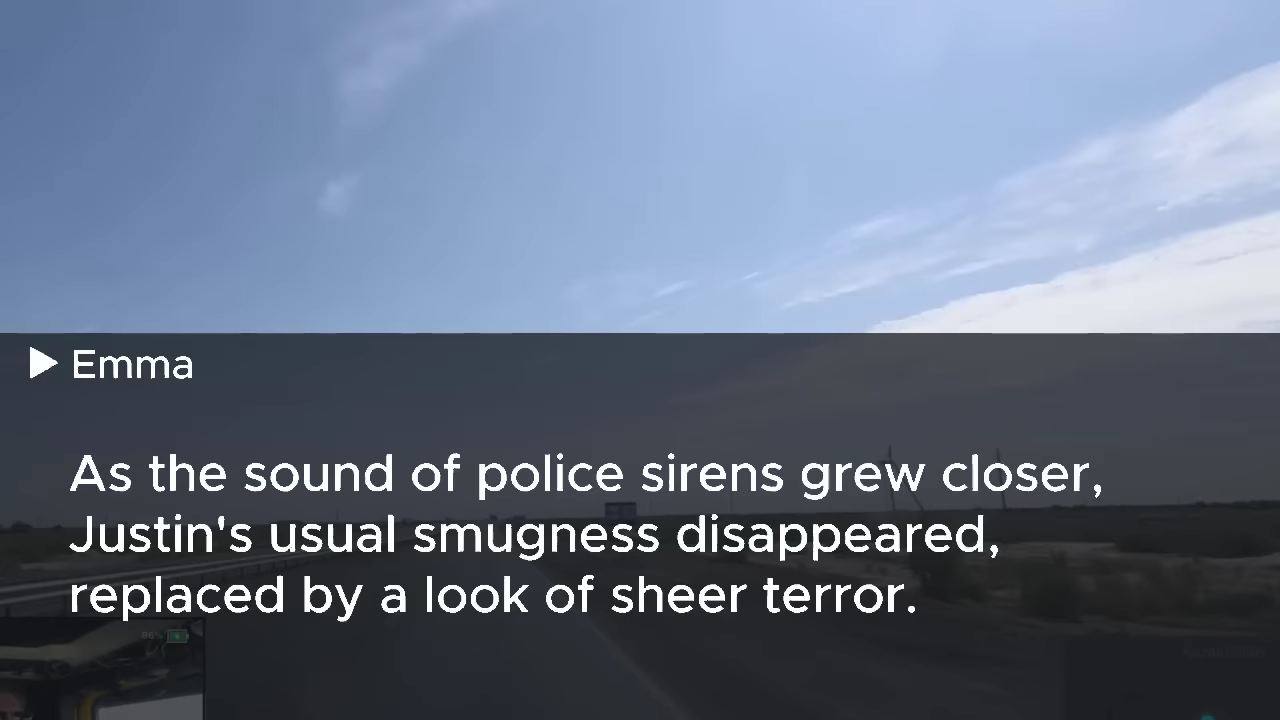 Emma
As the sound of police sirens grew closer,
Justin's usual smugness disappeared,
replaced by a look of sheer terror.
86%